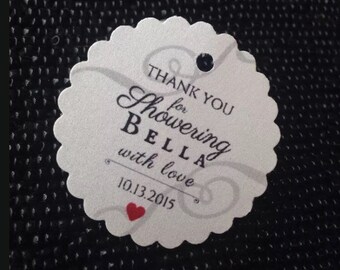 THANK YOU
for
Showering
BELLA
with love
10.13.2015